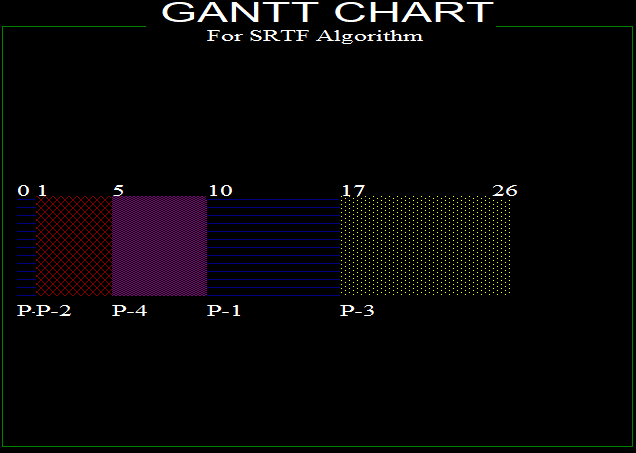 GANTT CHART
For SRTF Algorithm
0 1 5 10 17 26
P-P-2 P-4 P-1 P-3